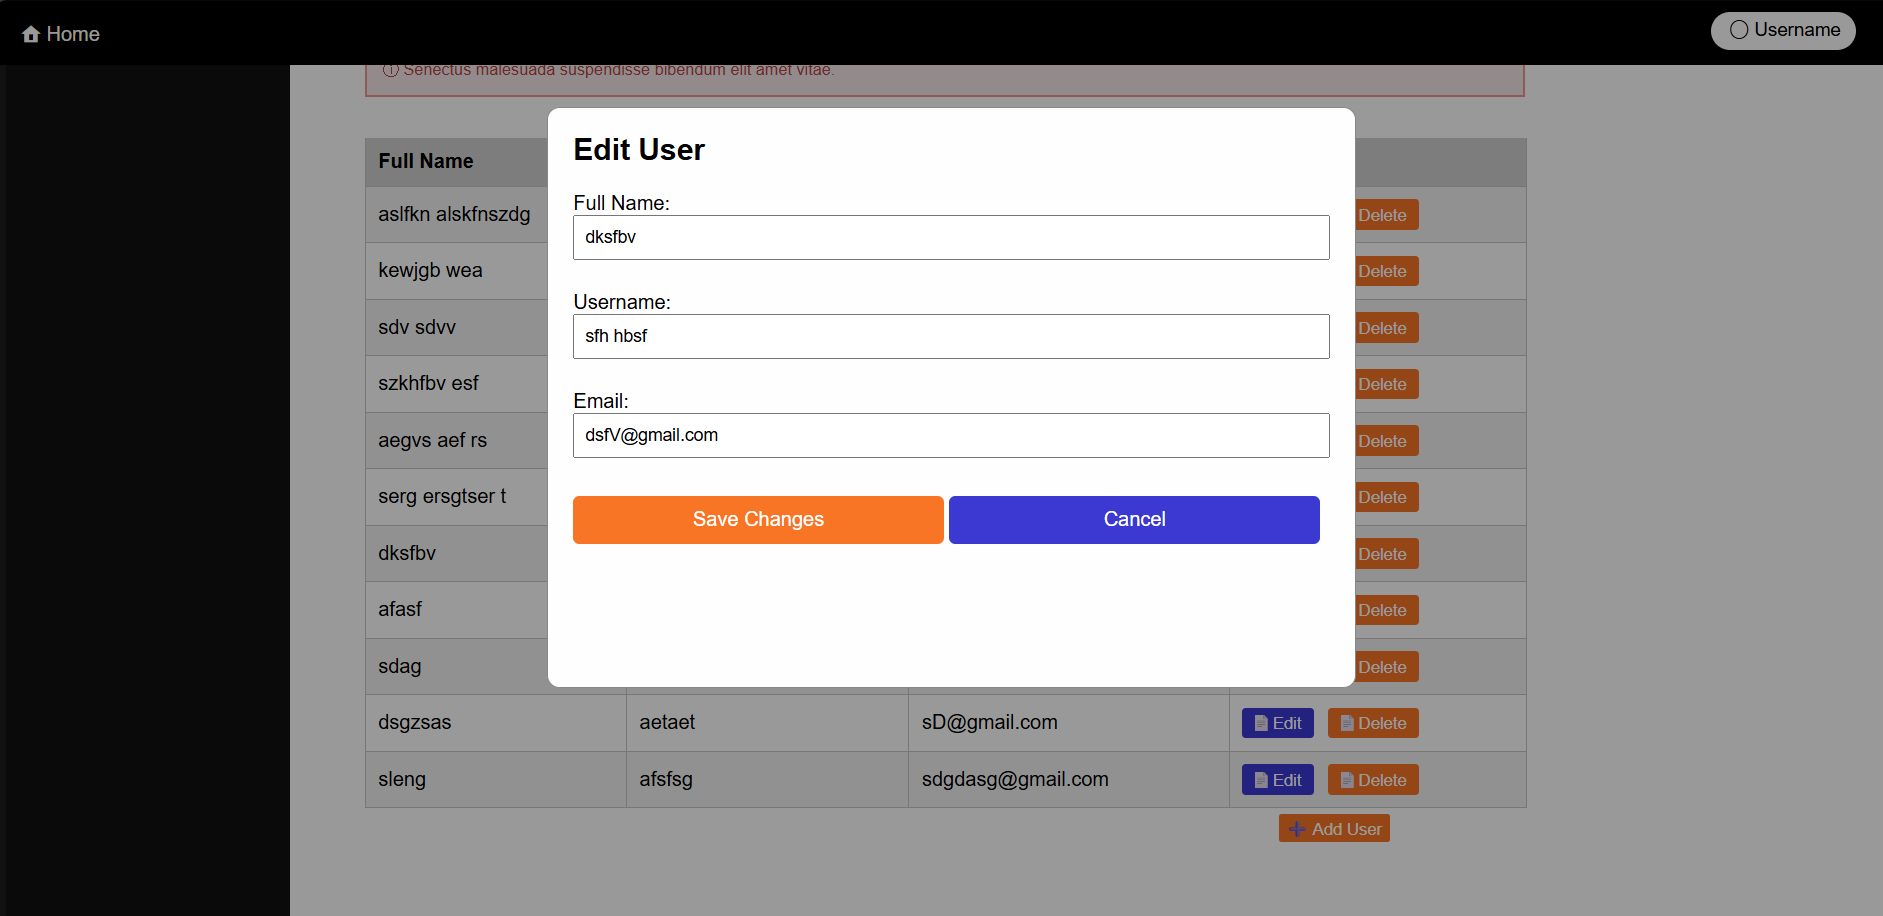 Home
Username
Senectus malesuada suspendisse bibendum elit amet vitae.
Edit User
Full Name:
dksfbv
Username:
sfh hbsf
Email:
dsfV@gmail.com
Save Changes Cancel
Full Name
aslfkn alskfnszdg Delete
kewjgb wea Delete
sdv sdvv Delete
szkhfbv esf Delete
aegvs aef rs Delete
serg ersgtser t Delete
dksfbv Delete
afasf Delete
sdag Delete
dsgzsas aetaet sD@gmail.com Edit Delete
sleng afsfsg sdgdasg@gmail.com Edit Delete
Add User